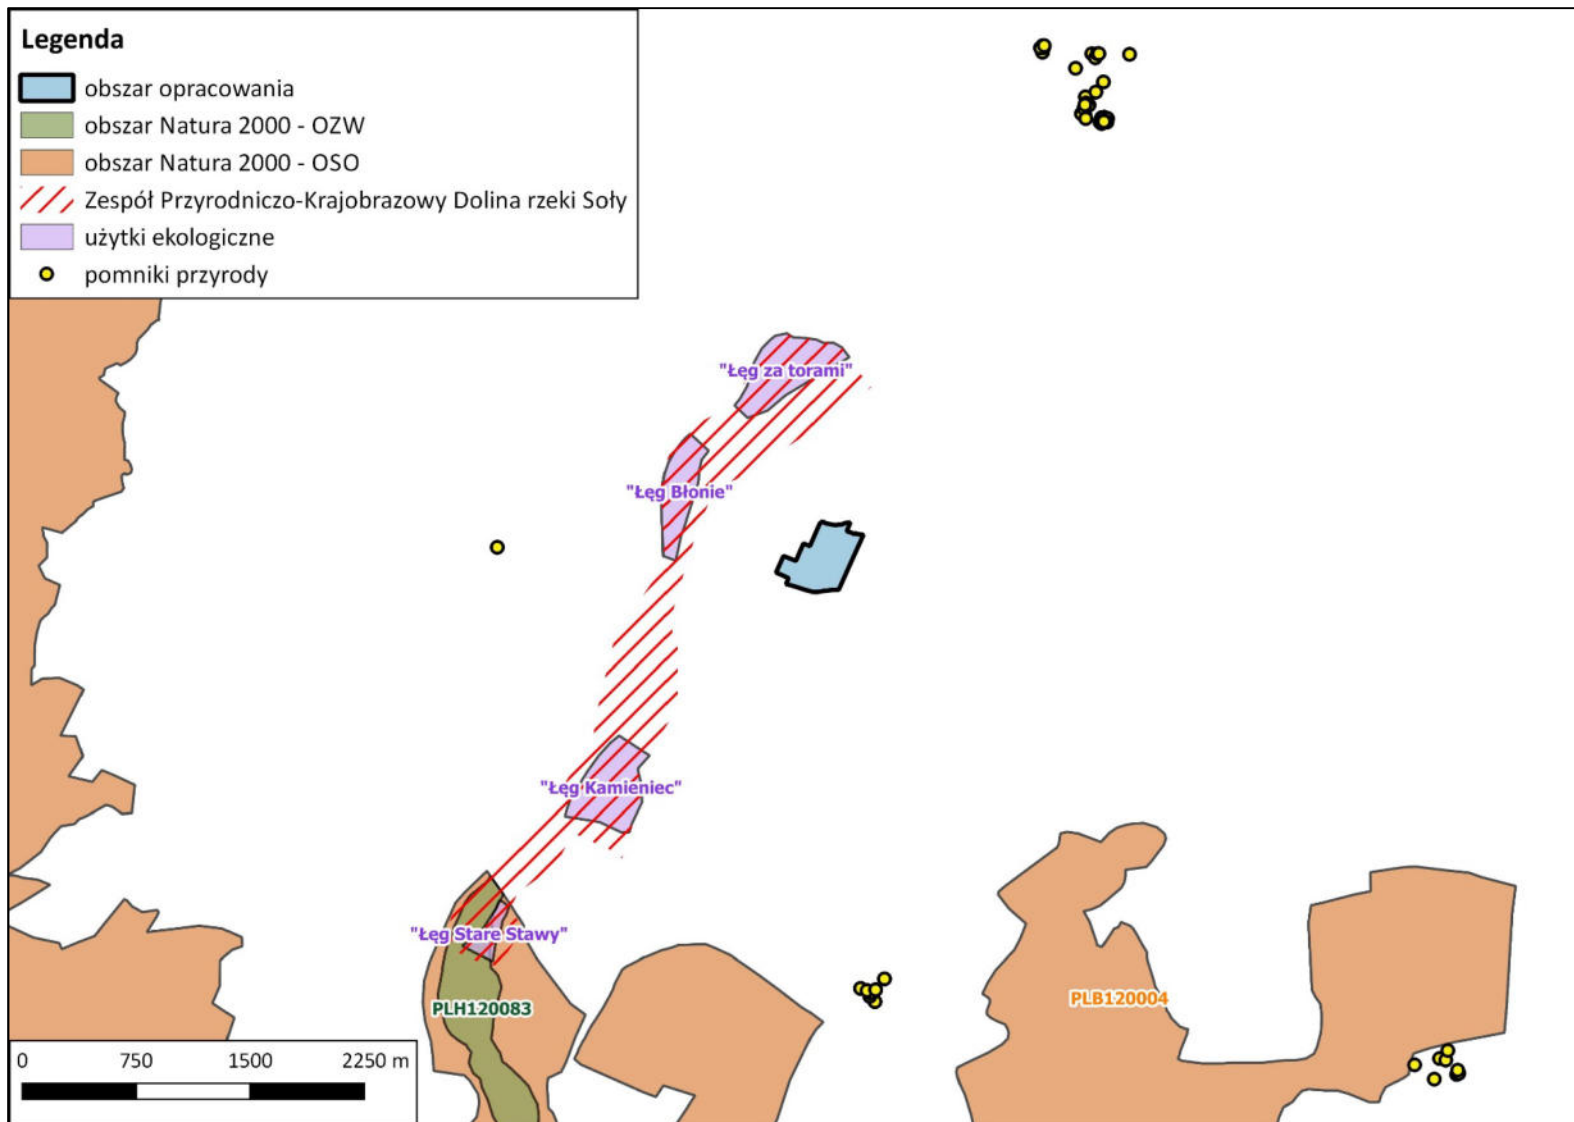 Legenda
obszar opracowania
obszar Natura 2000 - OZW
obszar Natura 2000 - OSO
Zespół Przyrodniczo-Krajobrazowy Dolina rzeki Soły
użytki ekologiczne
pomniki przyrody
"Łęg za torami"
"Łęg Błonie"
"Łęg Kamieniec"
"Łęg Stare Stawy"
PLH120083
PLB120004
0 750 1500 2250 m